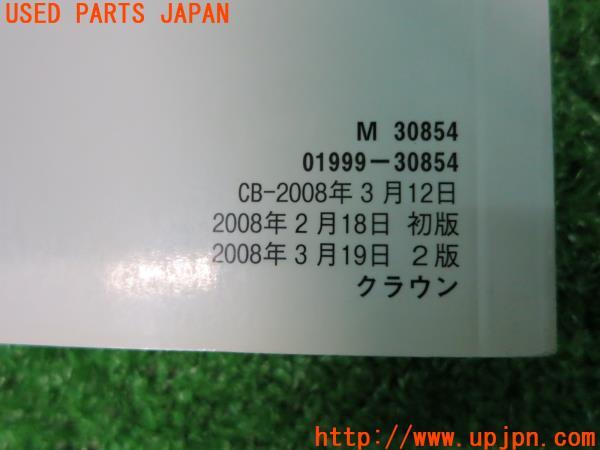 USED PARTS JAPAN
M 30854
01999-30854
CB-2008年3月12日
2008年2月18日 初版
2008年3月19日 2版
クラウン
http://www.upjpn.com